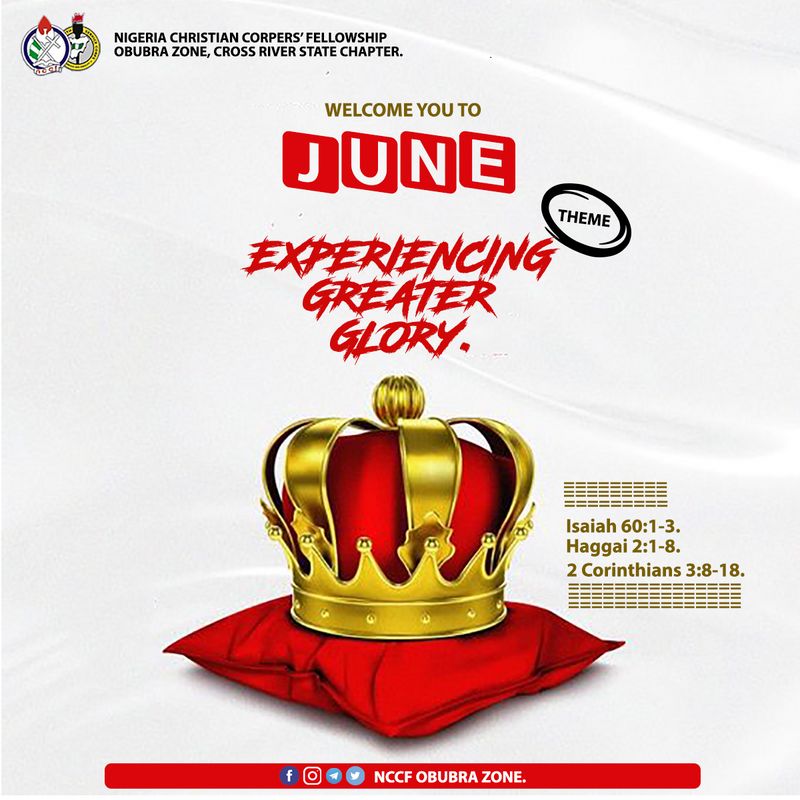 NIGERIA CHRISTIAN CORPERS' FELLOWSHIP
OBUBRA ZONE, CROSS RIVER STATE CHAPTER.
WELCOME YOU TO
JUNE
THEME
EXPERIENCING
GREATER
GLORY.
Isaiah 60:1-3.
Haggai 2:1-8.
2 Corinthians 3:8-18.
NCCF OBUBRA ZONE.